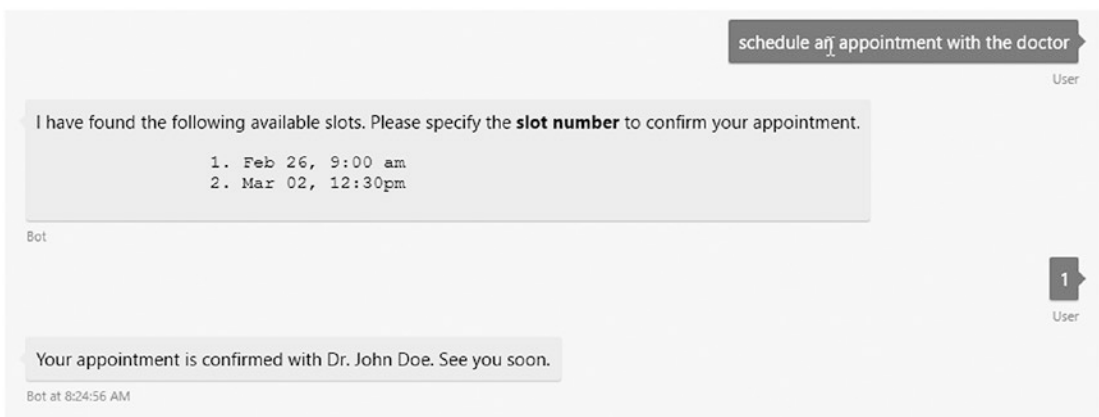 schedule an appointment with the doctor
User
I have found the following available slots. Please specify the slot number to confirm your appointment.
1. Feb 26, 9:00 am
2. Mar 02, 12:30pm
Bot
1
User
Your appointment is confirmed with Dr. John Doe. See you soon.
Bot at 8:24:56 AM